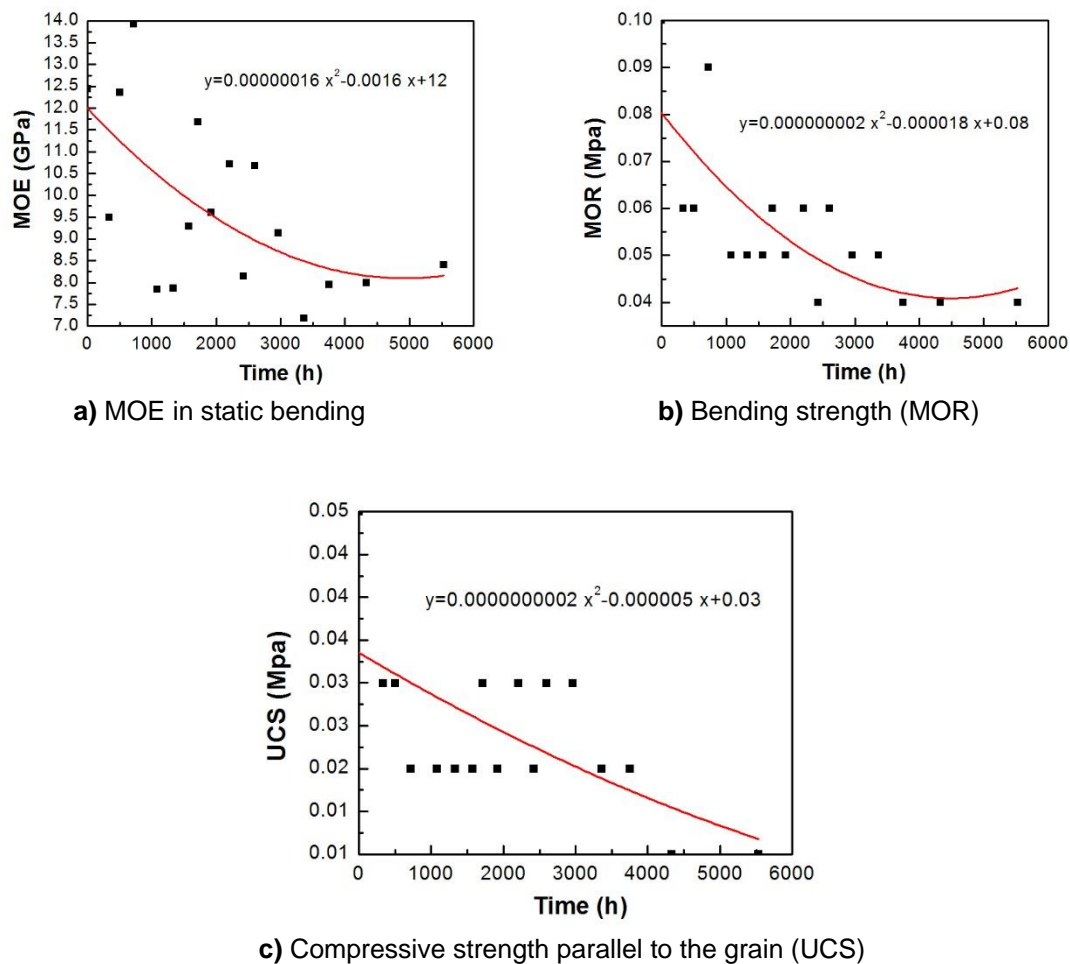 14.0
13.5
13.0
12.5
12.0
11.5
11.0
10.5
10.0
9.5
9.0
8.5
8.0
7.5
7.0
MOE (GPa)
y=0.00000016 x²-0.0016 x+12
0 1000 2000 3000 4000 5000 6000
Time (h)
a) MOE in static bending
0.10
0.09
0.08
0.07
0.06
0.05
0.04
MOR (Mpa)
y=0.000000002 x²-0.000018 x+0.08
0 1000 2000 3000 4000 5000 6000
Time (h)
b) Bending strength (MOR)
0.05
0.04
0.04
0.04
0.03
0.03
0.02
0.01
0.01
UCS (Mpa)
y=0.0000000002 x²-0.000005 x+0.03
0 1000 2000 3000 4000 5000 6000
Time (h)
c) Compressive strength parallel to the grain (UCS)